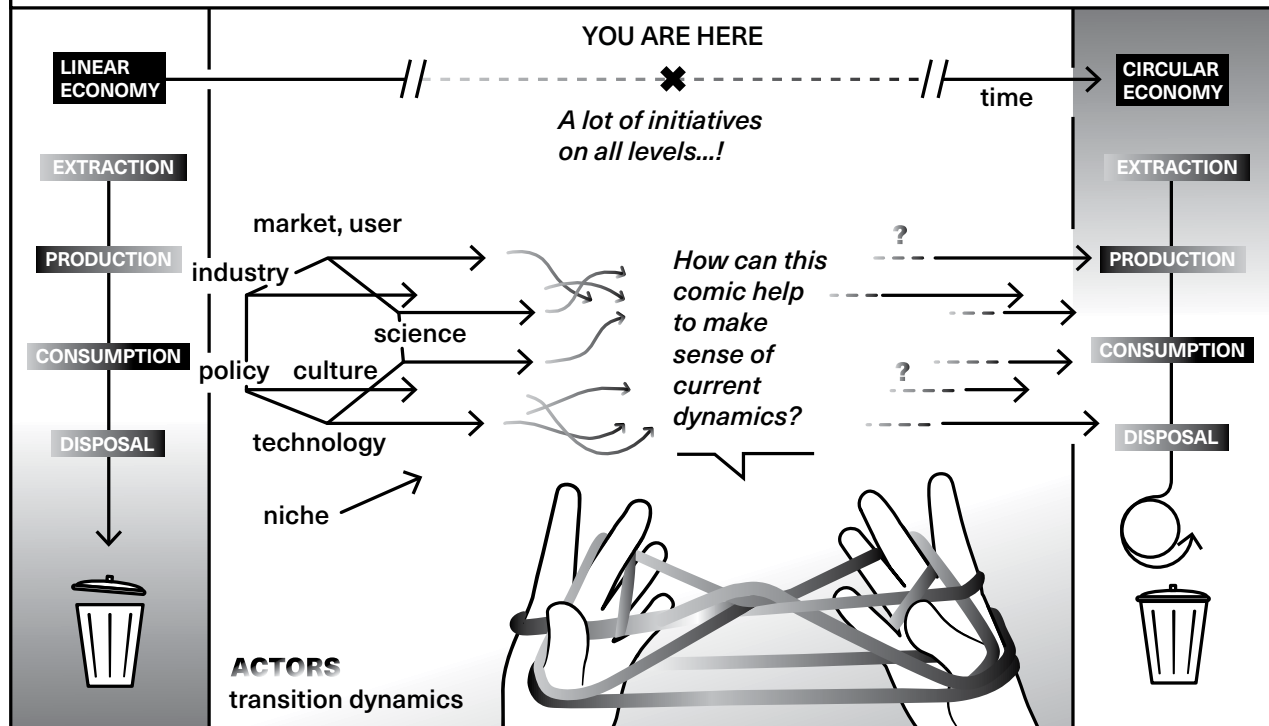 YOU ARE HERE
LINEAR
ECONOMY
time
CIRCULAR
ECONOMY
A lot of initiatives
on all levels...!
EXTRACTION
PRODUCTION
CONSUMPTION
DISPOSAL
market, user
industry
science
policy
culture
technology
niche
How can this
comic help
to make
sense of
current
dynamics?
?
?
EXTRACTION
PRODUCTION
CONSUMPTION
DISPOSAL
ACTORS
transition dynamics